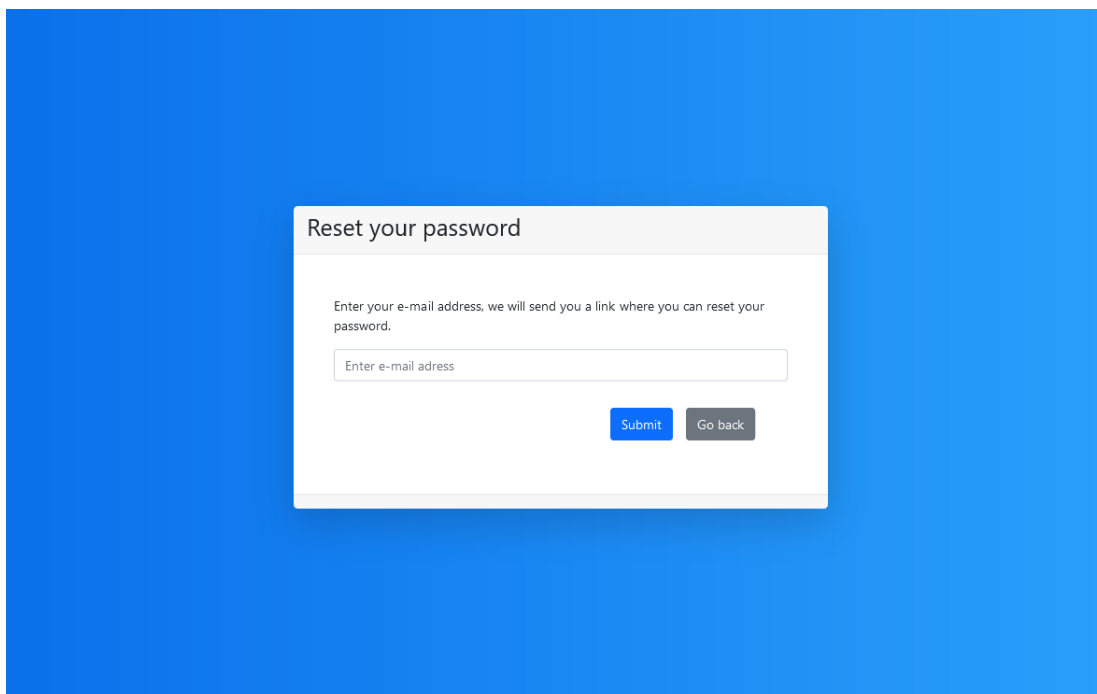 Reset your password
Enter your e-mail address, we will send you a link where you can reset your
password.
Enter e-mail adress
Submit Go back